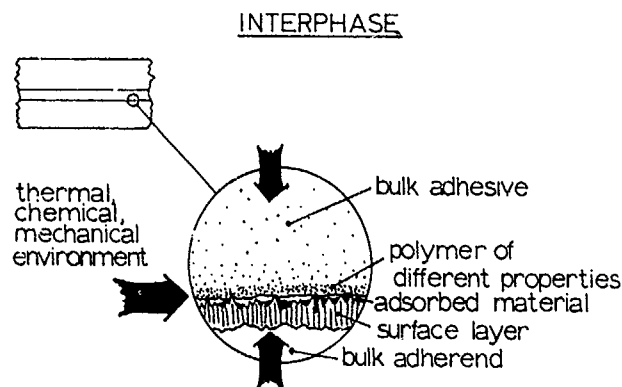 INTERPHASE
thermal,
chemical,
mechanical
environment
bulk adhesive
polymer of
different properties
adsorbed material
surface layer
bulk adherend